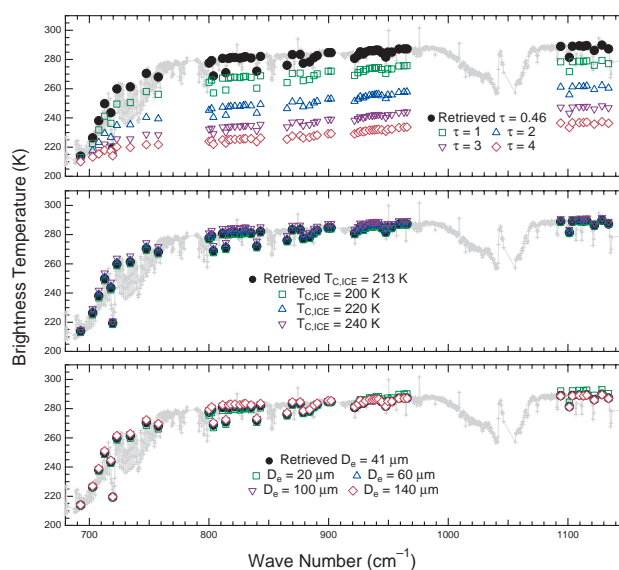 300
280
260
240
220
200
Retrieved τ = 0.46
τ = 1 τ = 2
τ = 3 τ = 4
300
280
260
240
220
200
Retrieved T_C,ICE = 213 K
T_C,ICE = 200 K
T_C,ICE = 220 K
T_C,ICE = 240 K
Brightness Temperature (K)
300
280
260
240
220
200
Retrieved D_e = 41 μm
D_e = 20 μm D_e = 60 μm
D_e = 100 μm D_e = 140 μm
700 800 900 1000 1100
Wave Number (cm⁻¹)